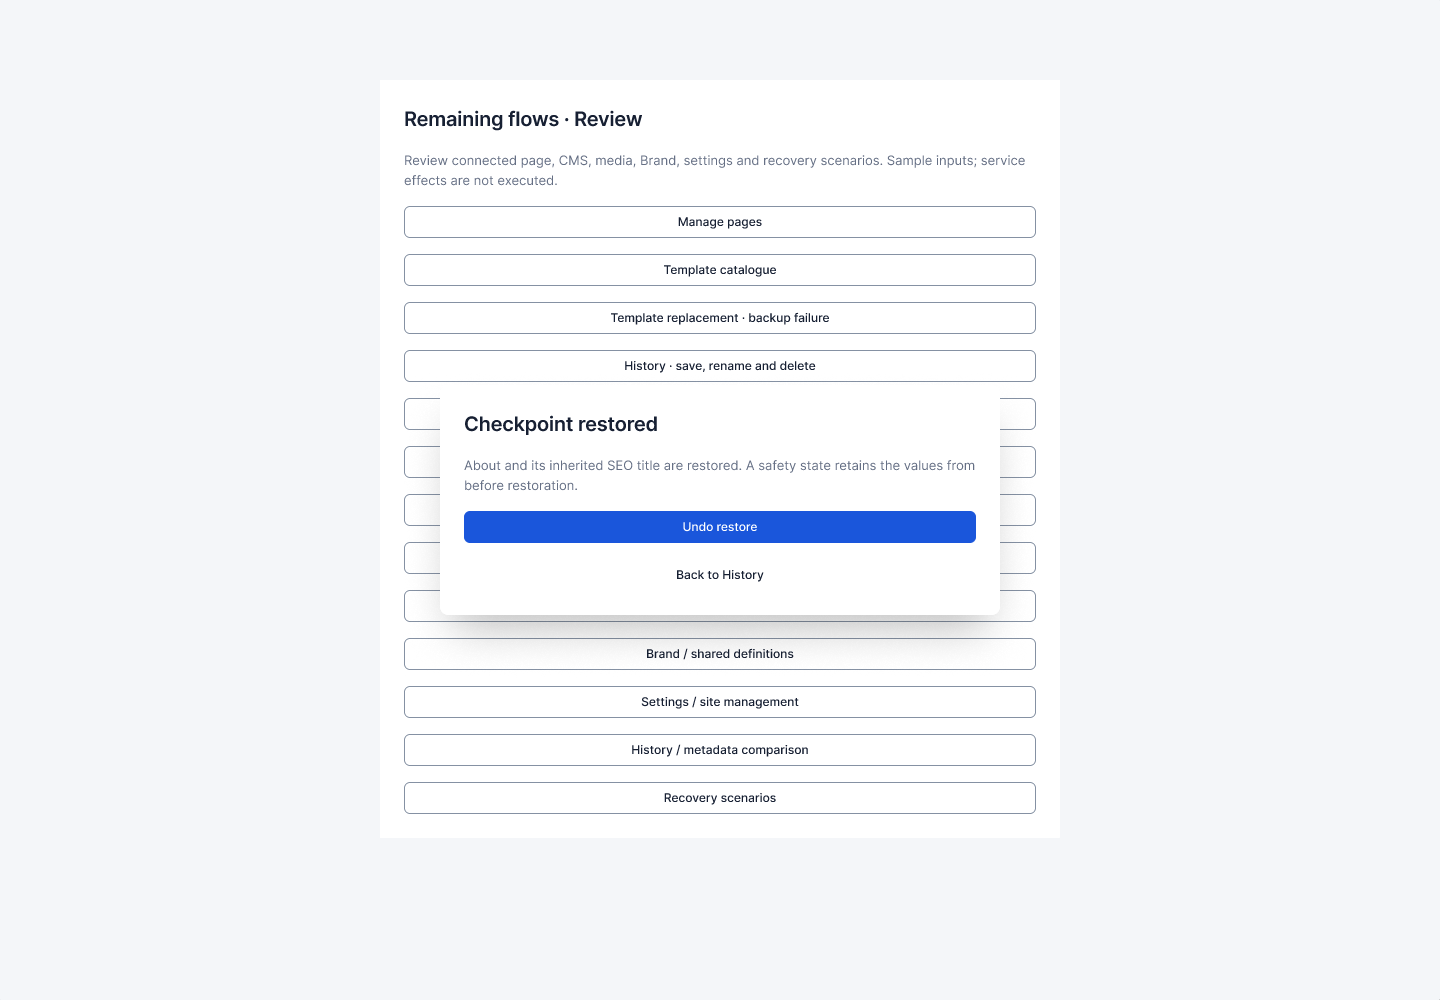 Remaining flows · Review
Review connected page, CMS, media, Brand, settings and recovery scenarios. Sample inputs; service
effects are not executed.
Manage pages
Template catalogue
Template replacement · backup failure
History · save, rename and delete
Checkpoint restored
About and its inherited SEO title are restored. A safety state retains the values from
before restoration.
Undo restore
Back to History
Brand / shared definitions
Settings / site management
History / metadata comparison
Recovery scenarios